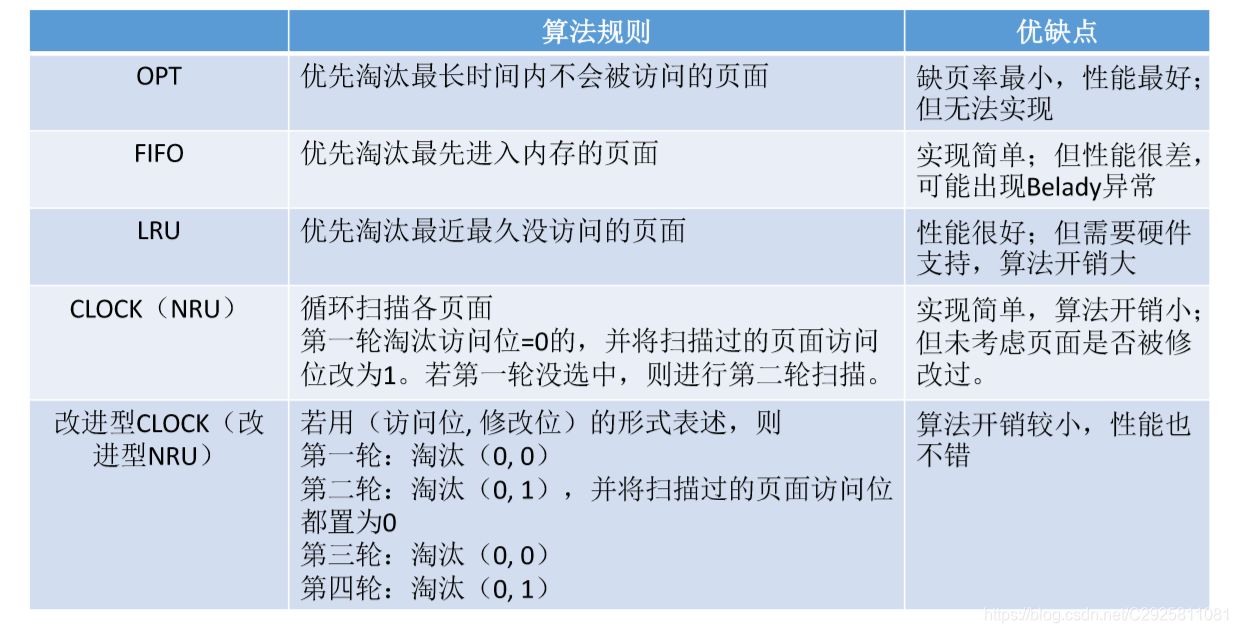 算法规则
优缺点
OPT
优先淘汰最长时间内不会被访问的页面
缺页率最小，性能最好；
但无法实现
FIFO
优先淘汰最先进入内存的页面
实现简单；但性能很差，
可能出现Belady异常
LRU
优先淘汰最近最久没访问的页面
性能很好；但需要硬件
支持，算法开销大
CLOCK（NRU）
循环扫描各页面
第一轮淘汰访问位=0的，并将扫描过的页面访问
位改为1。若第一轮没选中，则进行第二轮扫描。
实现简单，算法开销小；
但未考虑页面是否被修
改过。
改进型CLOCK（改
进型NRU）
若用（访问位, 修改位）的形式表述，则
第一轮：淘汰（0, 0）
第二轮：淘汰（0, 1），并将扫描过的页面访问位
都置为0
第三轮：淘汰（0, 0）
第四轮：淘汰（0, 1）
算法开销较小，性能也
不错
https://blog.csdn.net/C2925811081